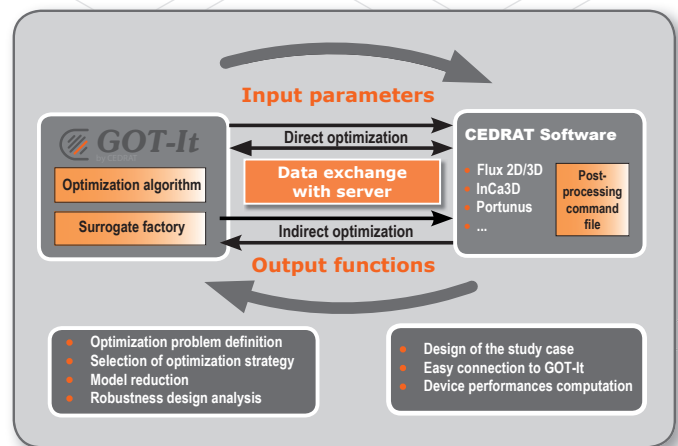 Input parameters
GOT-It
by CEDRAT
Optimization algorithm
Surrogate factory
Direct optimization
Data exchange
with server
Indirect optimization
Output functions
CEDRAT Software
Flux 2D/3D
InCa3D
Portunus
...
Post-
processing
command
file
Optimization problem definition
Selection of optimization strategy
Model reduction
Robustness design analysis
Design of the study case
Easy connection to GOT-It
Device performances computation